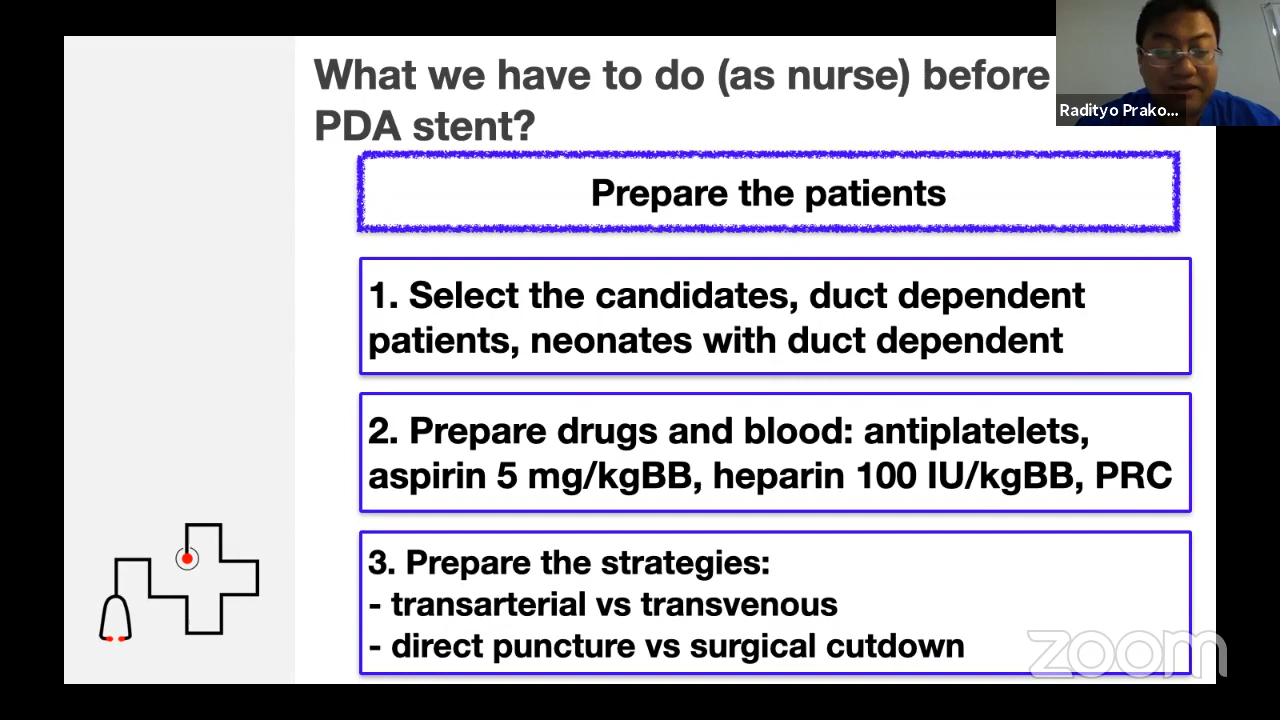 What we have to do (as nurse) before
PDA stent?
Radityo Prako...
Prepare the patients
1. Select the candidates, duct dependent
patients, neonates with duct dependent
2. Prepare drugs and blood: antiplatelets,
aspirin 5 mg/kgBB, heparin 100 IU/kgBB, PRC
3. Prepare the strategies:
- transarterial vs transvenous
- direct puncture vs surgical cutdown
zoom